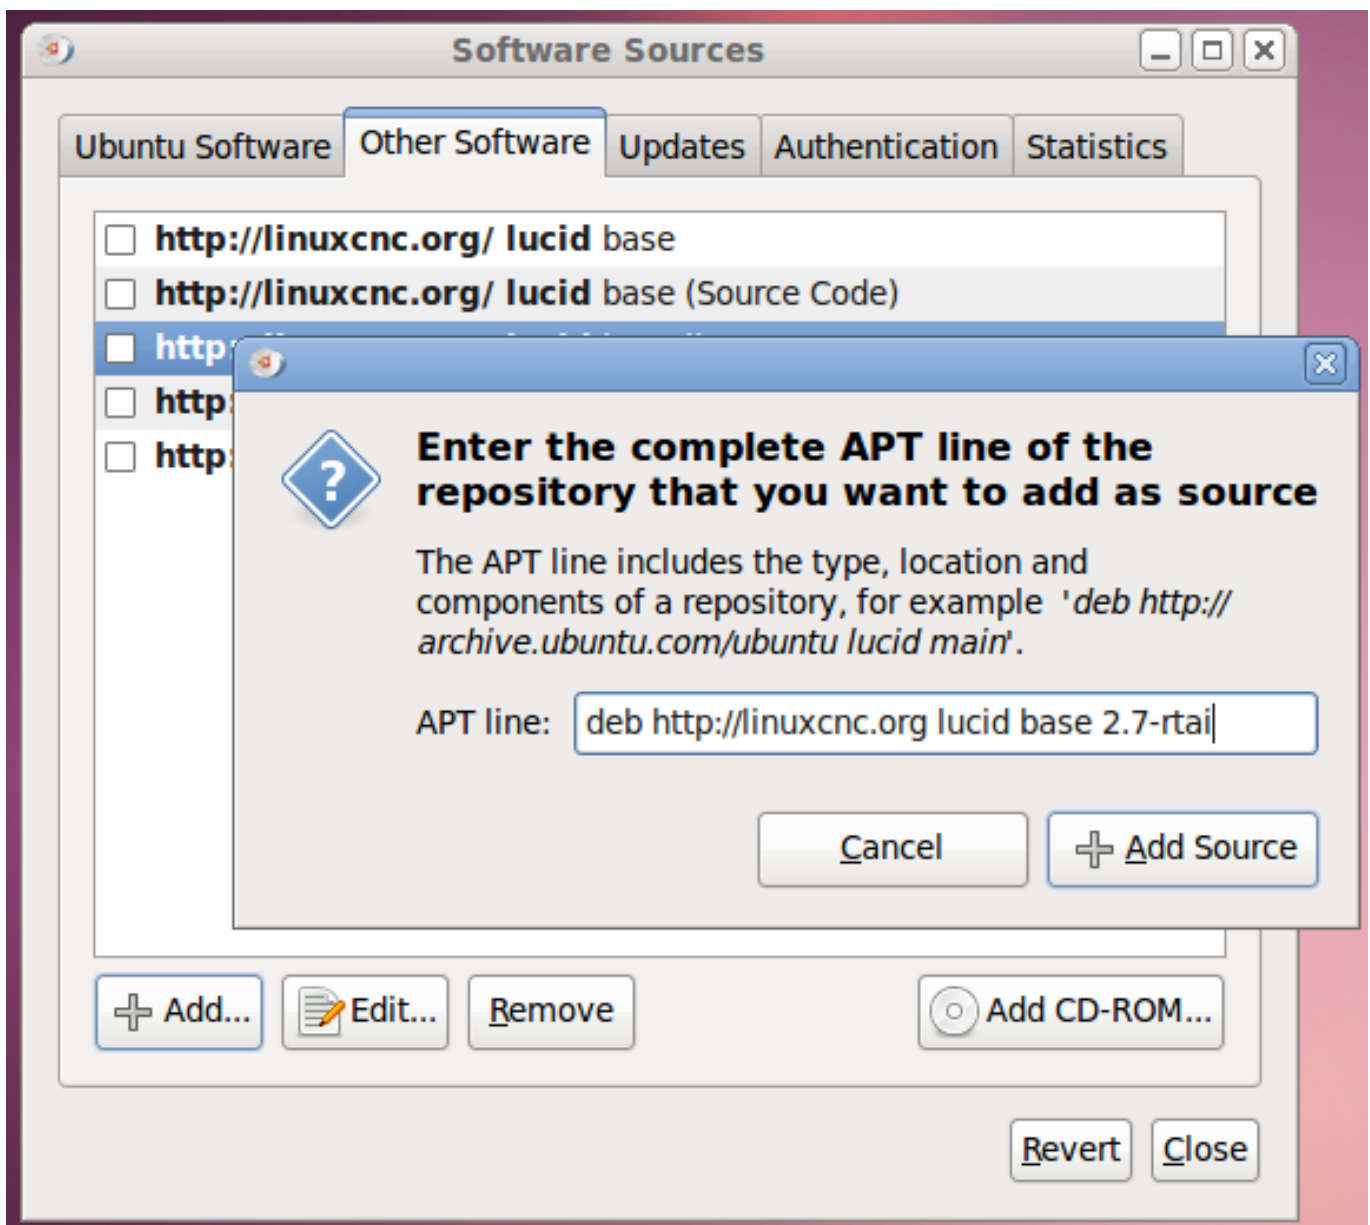 Software Sources
Ubuntu Software Other Software Updates Authentication Statistics
http://linuxcnc.org/ lucid base
http://linuxcnc.org/ lucid base (Source Code)
http:
http:
http:
Enter the complete APT line of the
repository that you want to add as source
The APT line includes the type, location and
components of a repository, for example 'deb http://
archive.ubuntu.com/ubuntu lucid main'.
APT line: deb http://linuxcnc.org lucid base 2.7-rtai
Cancel Add Source
Add... Edit... Remove Add CD-ROM...
Revert Close